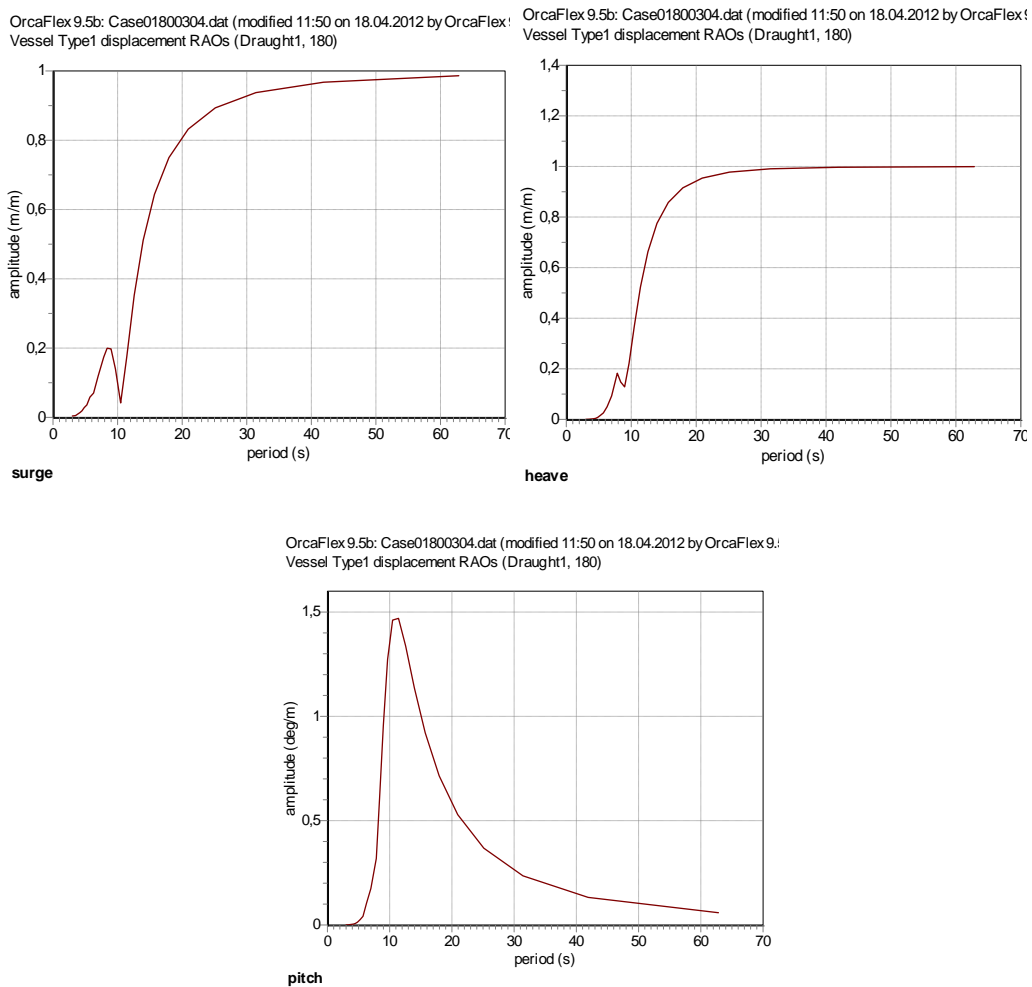 OrcaFlex 9.5b: Case01800304.dat (modified 11:50 on 18.04.2012 by OrcaFlex
Vessel Type1 displacement RAOs (Draught1, 180)
1
0,8
0,6
0,4
0,2
0
amplitude (m/m)
0 10 20 30 40 50 60 70
period (s)
surge
OrcaFlex 9.5b: Case01800304.dat (modified 11:50 on 18.04.2012 by OrcaFlex
Vessel Type1 displacement RAOs (Draught1, 180)
1,4
1,2
1
0,8
0,6
0,4
0,2
0
amplitude (m/m)
0 10 20 30 40 50 60 70
period (s)
heave
OrcaFlex 9.5b: Case01800304.dat (modified 11:50 on 18.04.2012 by OrcaFlex 9.
Vessel Type1 displacement RAOs (Draught1, 180)
1,5
1
0,5
0
amplitude (deg/m)
0 10 20 30 40 50 60 70
period (s)
pitch